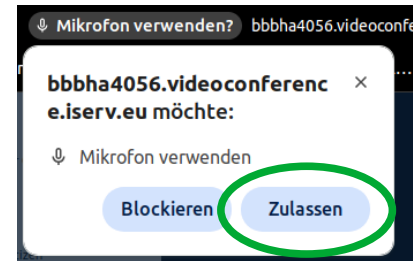 Mikrofon verwenden? bbbha4056.videoconfe
bbbha4056.videoconferenc
e.iserv.eu möchte:
Mikrofon verwenden
Blockieren Zulassen